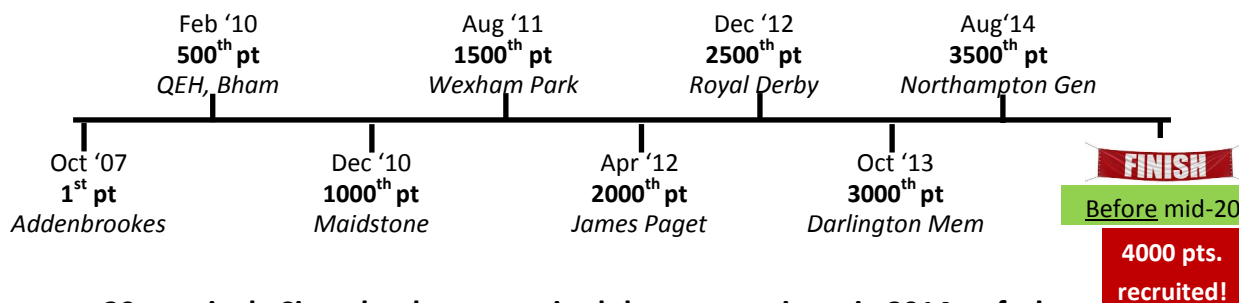 Feb ‘10
500th pt
QEH, Bham
Aug ‘11
1500th pt
Wexham Park
Dec ‘12
2500th pt
Royal Derby
Aug’14
3500th pt
Northampton Gen
Oct ‘07
1st pt
Addenbrookes
Dec ‘10
1000th pt
Maidstone
Apr ‘12
2000th pt
James Paget
Oct ‘13
3000th pt
Darlington Mem
FINISH
Before mid-20
4000 pts.
recruited!